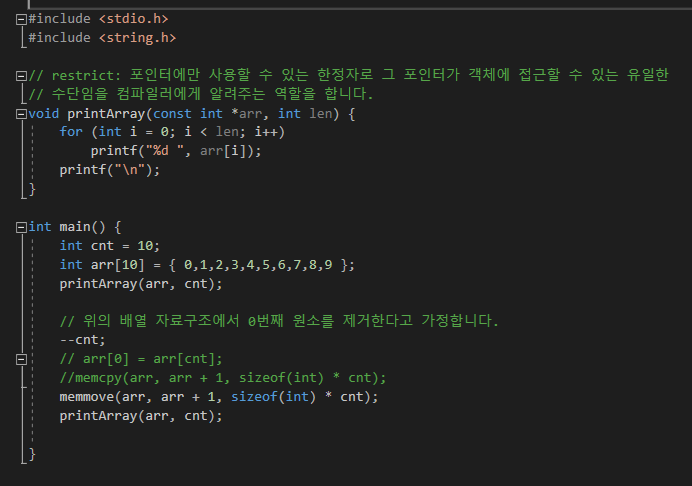 #include <stdio.h>
#include <string.h>
// restrict: 포인터에만 사용할 수 있는 한정자로 그 포인터가 객체에 접근할 수 있는 유일한
// 수단임을 컴파일러에게 알려주는 역할을 합니다.
void printArray(const int *arr, int len) {
    for (int i = 0; i < len; i++)
        printf("%d ", arr[i]);
    printf("\n");
}
int main() {
    int cnt = 10;
    int arr[10] = { 0,1,2,3,4,5,6,7,8,9 };
    printArray(arr, cnt);
    // 위의 배열 자료구조에서 0번째 원소를 제거한다고 가정합니다.
    --cnt;
    // arr[0] = arr[cnt];
    //memcpy(arr, arr + 1, sizeof(int) * cnt);
    memmove(arr, arr + 1, sizeof(int) * cnt);
    printArray(arr, cnt);
}